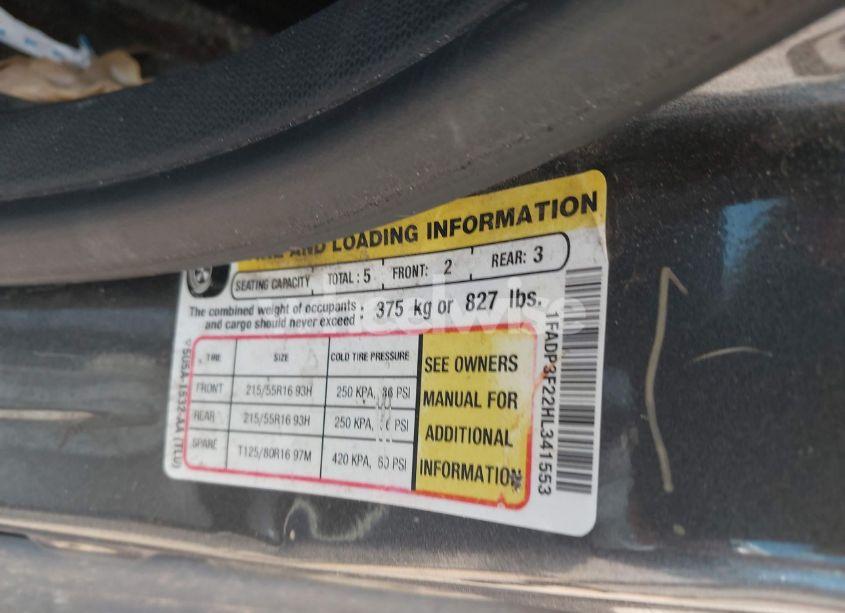 AND LOADING INFORMATION
SEATING CAPACITY TOTAL : 5 FRONT: 2 REAR: 3
The combined weight of occupants : 375 kg or 827 lbs.
and cargo should never exceed
TIRE SIZE COLD TIRE PRESSURE
FRONT 215/55R16 93H 250 KPA, 36 PSI
REAR 215/55R16 93H 250 KPA, PSI
SPARE T125/80R16 97M 420 KPA, 60 PSI
SEE OWNERS
MANUAL FOR
ADDITIONAL
INFORMATION
1FADP3F22HL341553